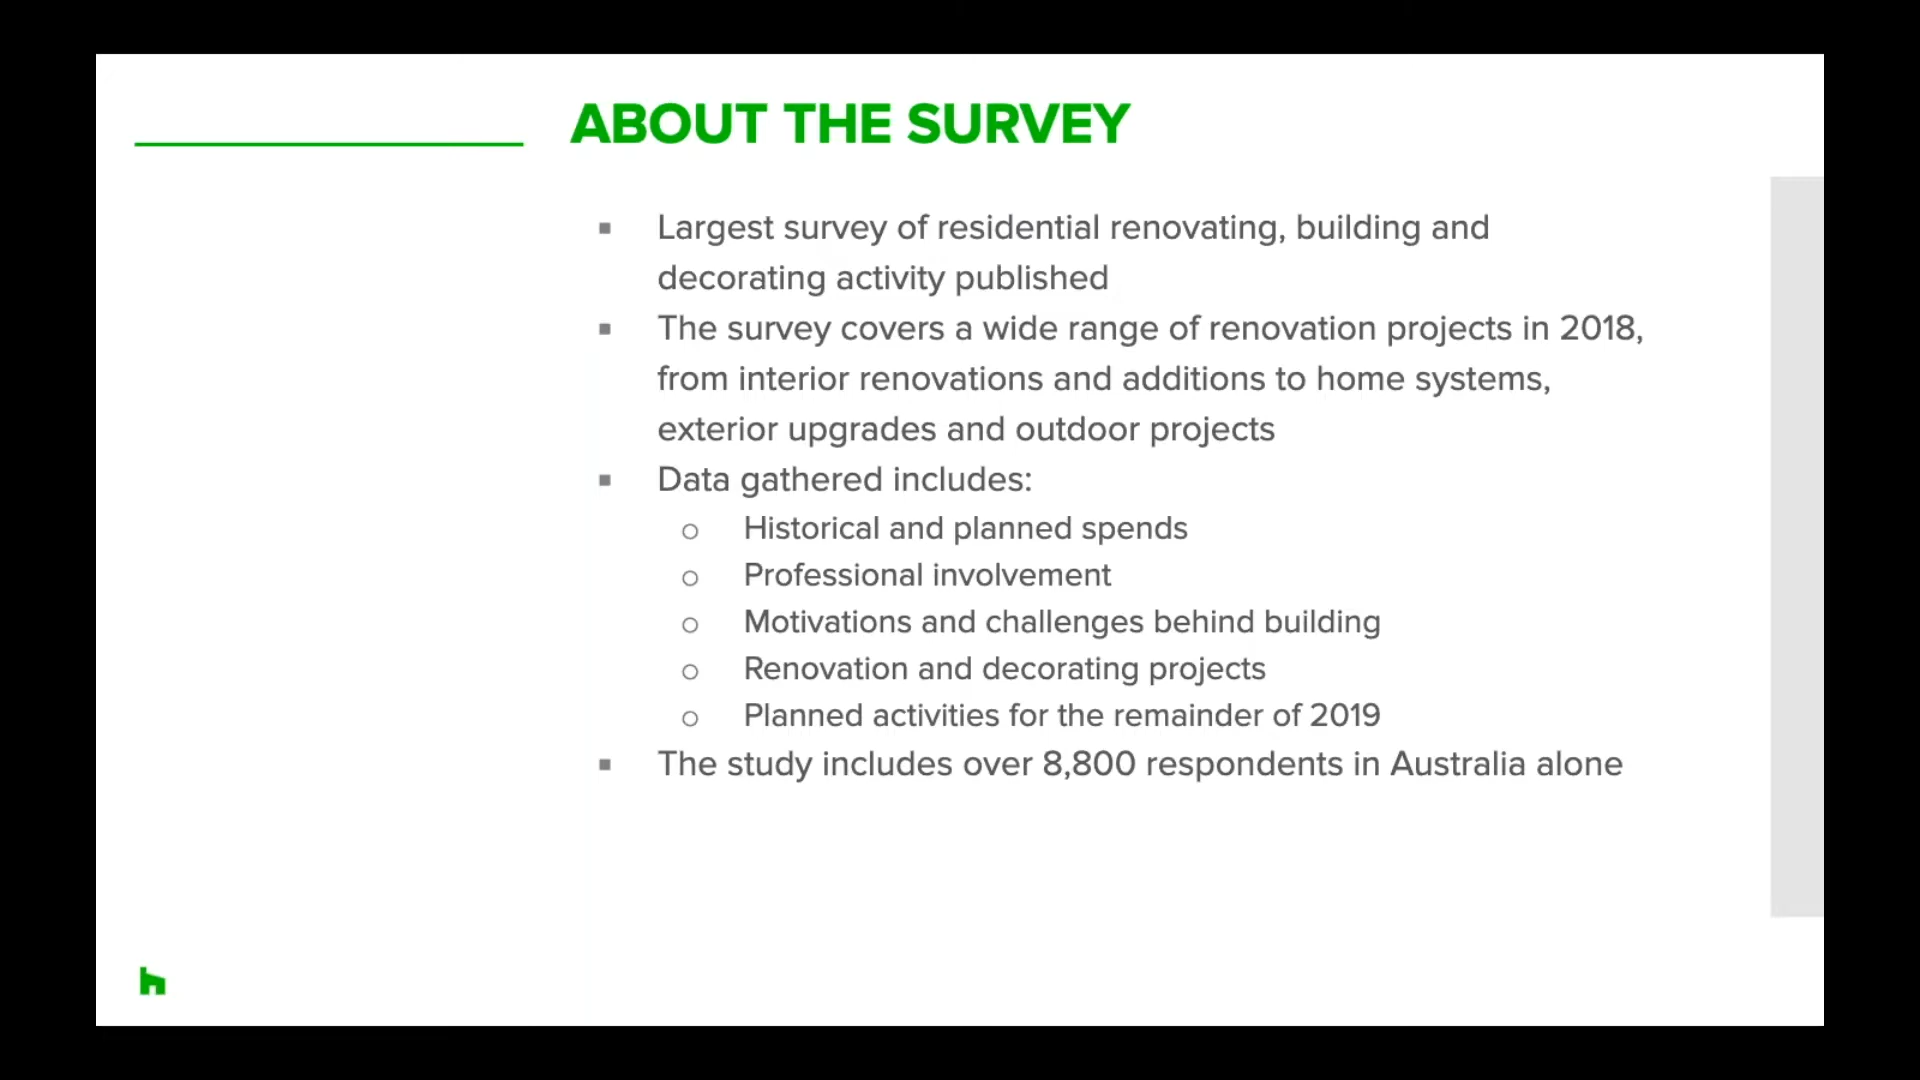 ABOUT THE SURVEY
▪ Largest survey of residential renovating, building and
decorating activity published
▪ The survey covers a wide range of renovation projects in 2018,
from interior renovations and additions to home systems,
exterior upgrades and outdoor projects
▪ Data gathered includes:
o Historical and planned spends
o Professional involvement
o Motivations and challenges behind building
o Renovation and decorating projects
o Planned activities for the remainder of 2019
▪ The study includes over 8,800 respondents in Australia alone